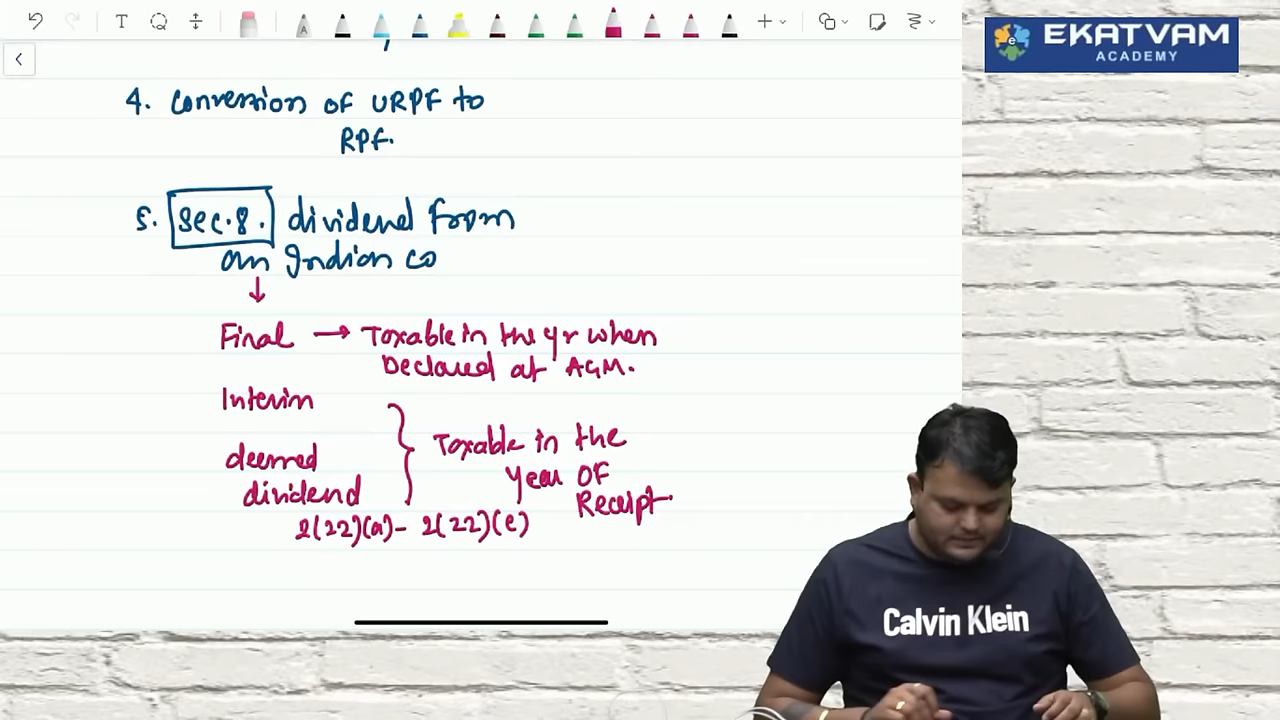 EKATVAM
ACADEMY
4. Conversion of URPF to
RPF.
5. Sec.8. dividend from
an Indian co
↓
Final → Taxable in the yr when
Declared at AGM.
Interim
deemed
dividend
2(22)(a) - 2(22)(e)
} Taxable in the
Year OF
Receipt.
Calvin Klein